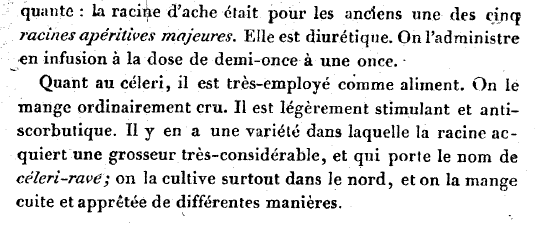 quante : la racine d'ache était pour les anciens une des cinq
racines apéritives majeures. Elle est diurétique. On l'administre
en infusion à la dose de demi-once à une once.
Quant au céleri, il est très-employé comme aliment. On le
mange ordinairement cru. Il est légèrement stimulant et anti-
scorbutique. Il y en a une variété dans laquelle la racine ac-
quiert une grosseur très-considérable, et qui porte le nom de
céleri-rave; on la cultive surtout dans le nord, et on la mange
cuite et apprêtée de différentes manières.